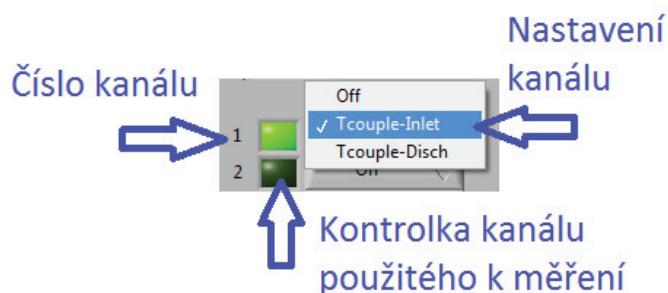 Nastavení
kanálu
Číslo kanálu
Off
✓ Tcouple-Inlet
1
Tcouple-Disch
2
Off
Kontrolka kanálu
použitého k měření